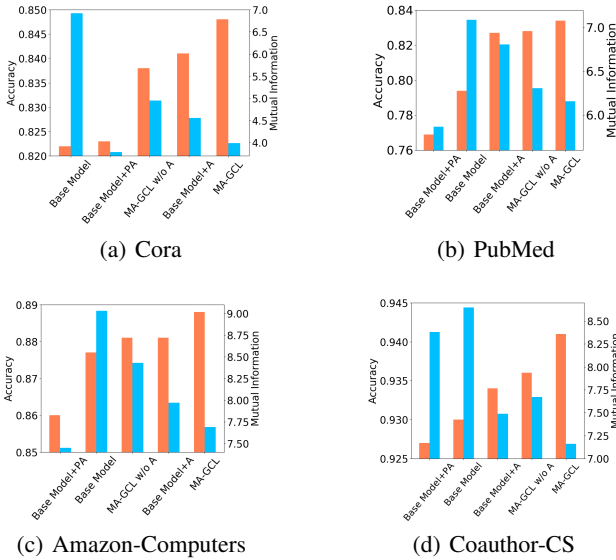 0.850
0.845
0.840
0.835
0.830
0.825
0.820
Accuracy
7.0
6.5
6.0
5.5
5.0
4.5
4.0
Mutual Information
Base Model
Base Model+PA
MA-GCL w/o A
Base Model+A
MA-GCL
(a) Cora
0.84
0.82
0.80
0.78
0.76
Accuracy
7.0
6.5
6.0
Mutual Information
Base Model+PA
Base Model
Base Model+A
MA-GCL w/o A
MA-GCL
(b) PubMed
0.89
0.88
0.87
0.86
0.85
Accuracy
9.00
8.75
8.50
8.25
8.00
7.75
7.50
Mutual Information
Base Model+PA
Base Model
MA-GCL w/o A
Base Model+A
MA-GCL
(c) Amazon-Computers
0.945
0.940
0.935
0.930
0.925
Accuracy
8.50
8.25
8.00
7.75
7.50
7.25
7.00
Mutual Information
Base Model+PA
Base Model
Base Model+A
MA-GCL w/o A
MA-GCL
(d) Coauthor-CS